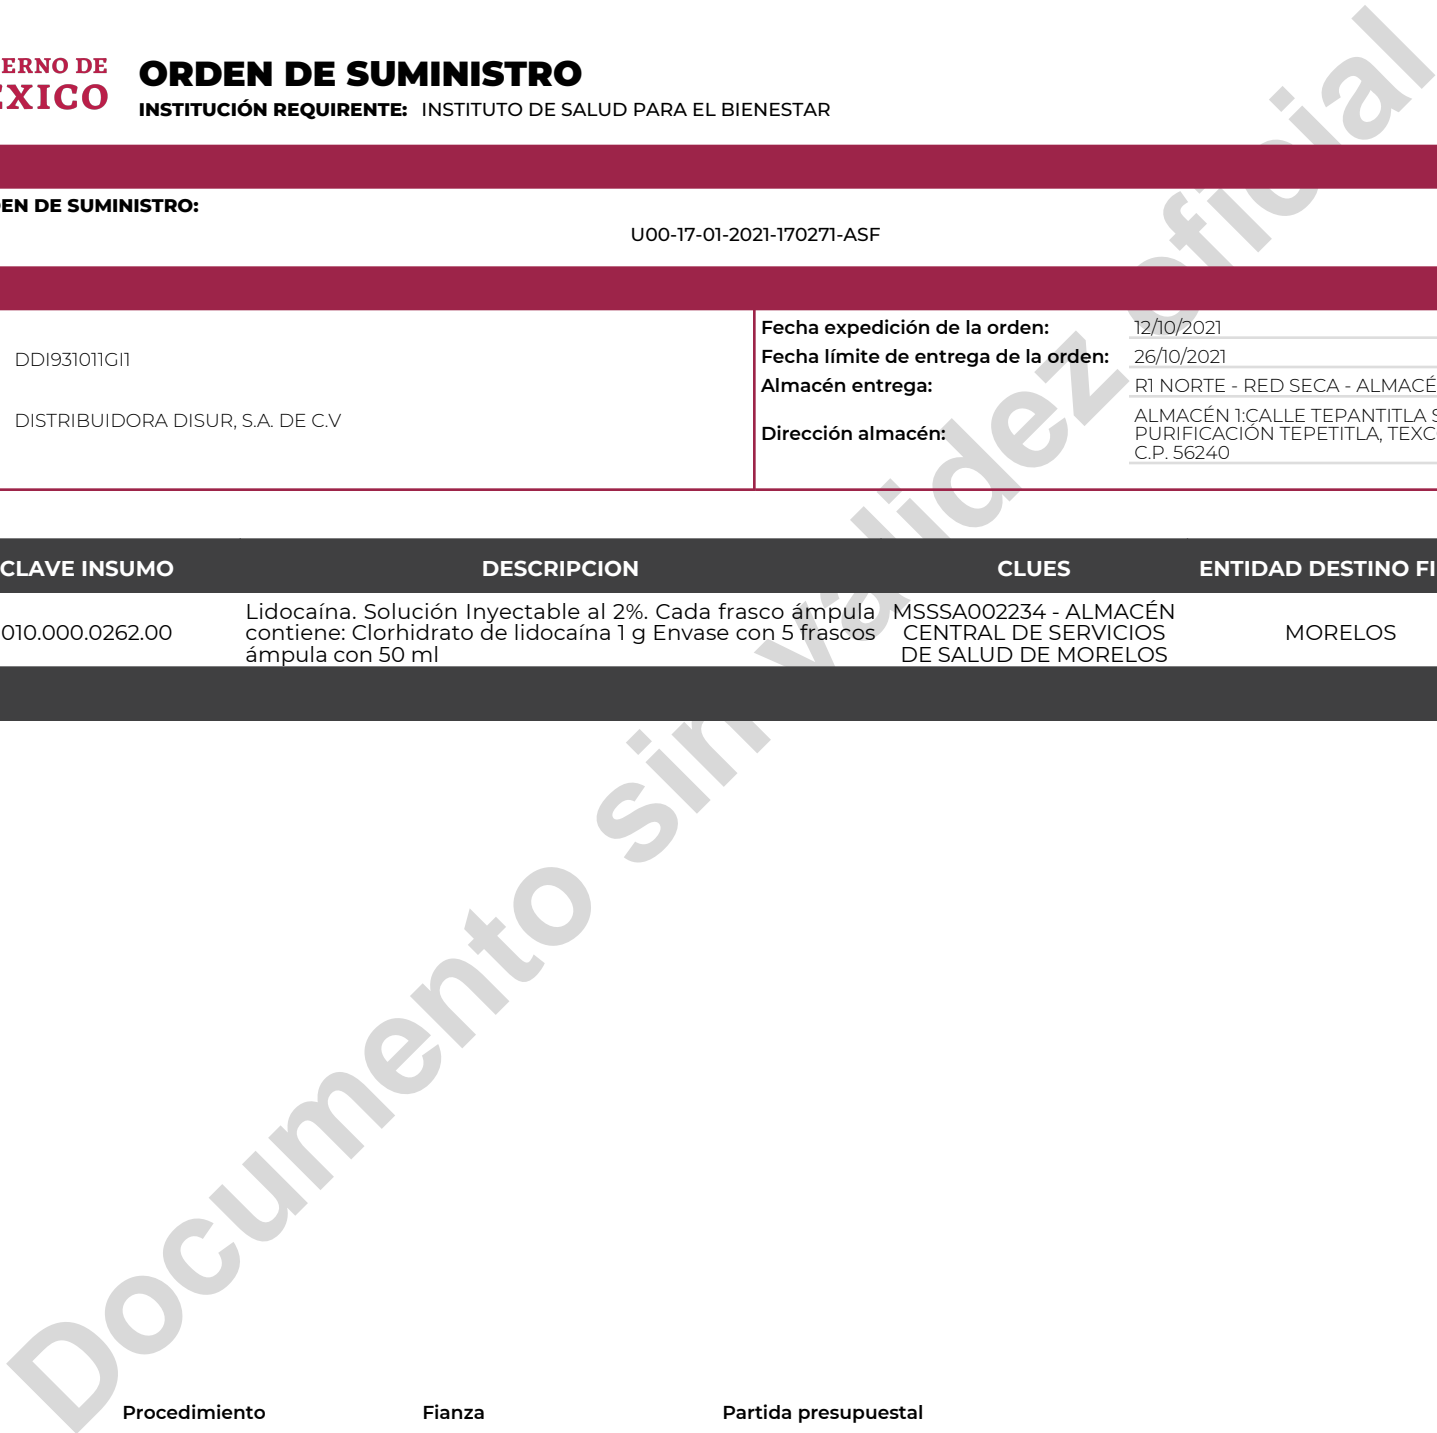 ERNO DE
EXICO
ORDEN DE SUMINISTRO
INSTITUCIÓN REQUIRENTE: INSTITUTO DE SALUD PARA EL BIENESTAR
EN DE SUMINISTRO:
U00-17-01-2021-170271-ASF
DDI931011GI1
DISTRIBUIDORA DISUR, S.A. DE C.V
Fecha expedición de la orden: 12/10/2021
Fecha límite de entrega de la orden: 26/10/2021
Almacén entrega: R1 NORTE - RED SECA - ALMACÉ
Dirección almacén: ALMACÉN 1:CALLE TEPANTITLA S
PURIFICACIÓN TEPETITLA, TEXC
C.P. 56240
CLAVE INSUMO DESCRIPCION CLUES ENTIDAD DESTINO FI
010.000.0262.00
Lidocaína. Solución Inyectable al 2%. Cada frasco ámpula
contiene: Clorhidrato de lidocaína 1 g Envase con 5 frascos
ámpula con 50 ml
MSSSA002234 - ALMACÉN
CENTRAL DE SERVICIOS
DE SALUD DE MORELOS
MORELOS
Documento sin validez oficial
Procedimiento Fianza Partida presupuestal